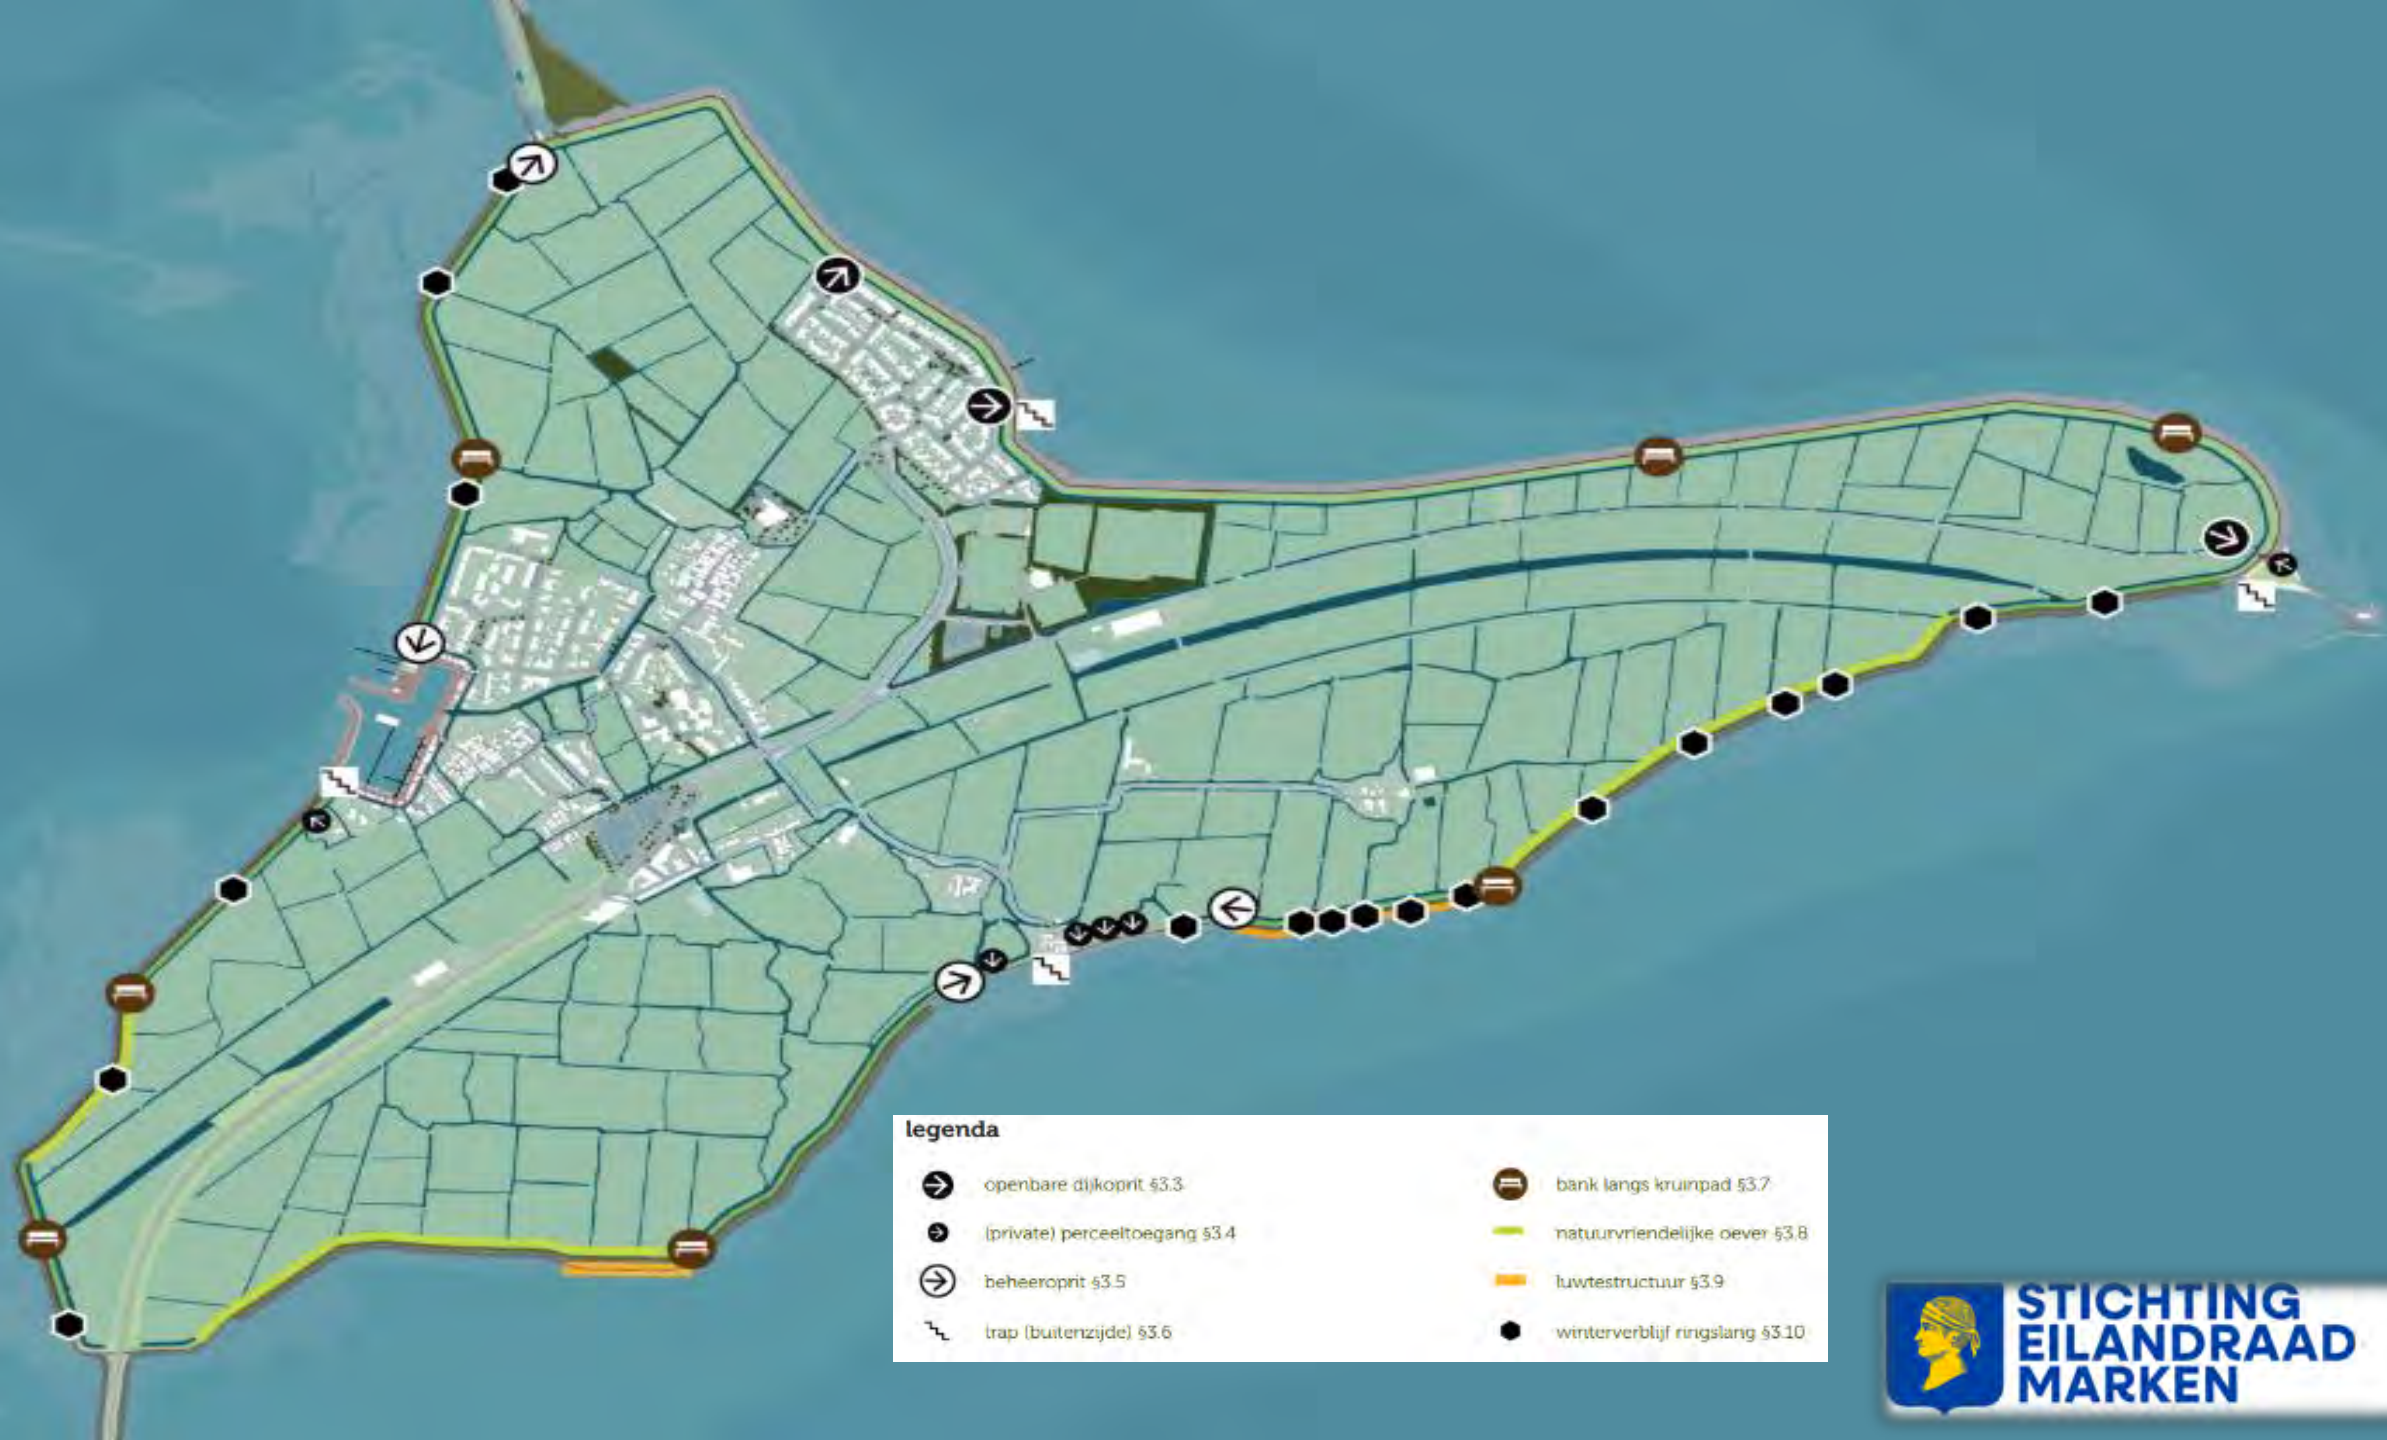 legenda
openbare dijkoprit §3.3
(private) perceeltoegang §3.4
beheeroprit §3.5
trap (buitenzijde) §3.6
bank langs kruinpad §3.7
natuurvriendelijke oever §3.8
luwtestructuur §3.9
winterverblijf ringslang §3.10
STICHTING
EILANDRAAD
MARKEN